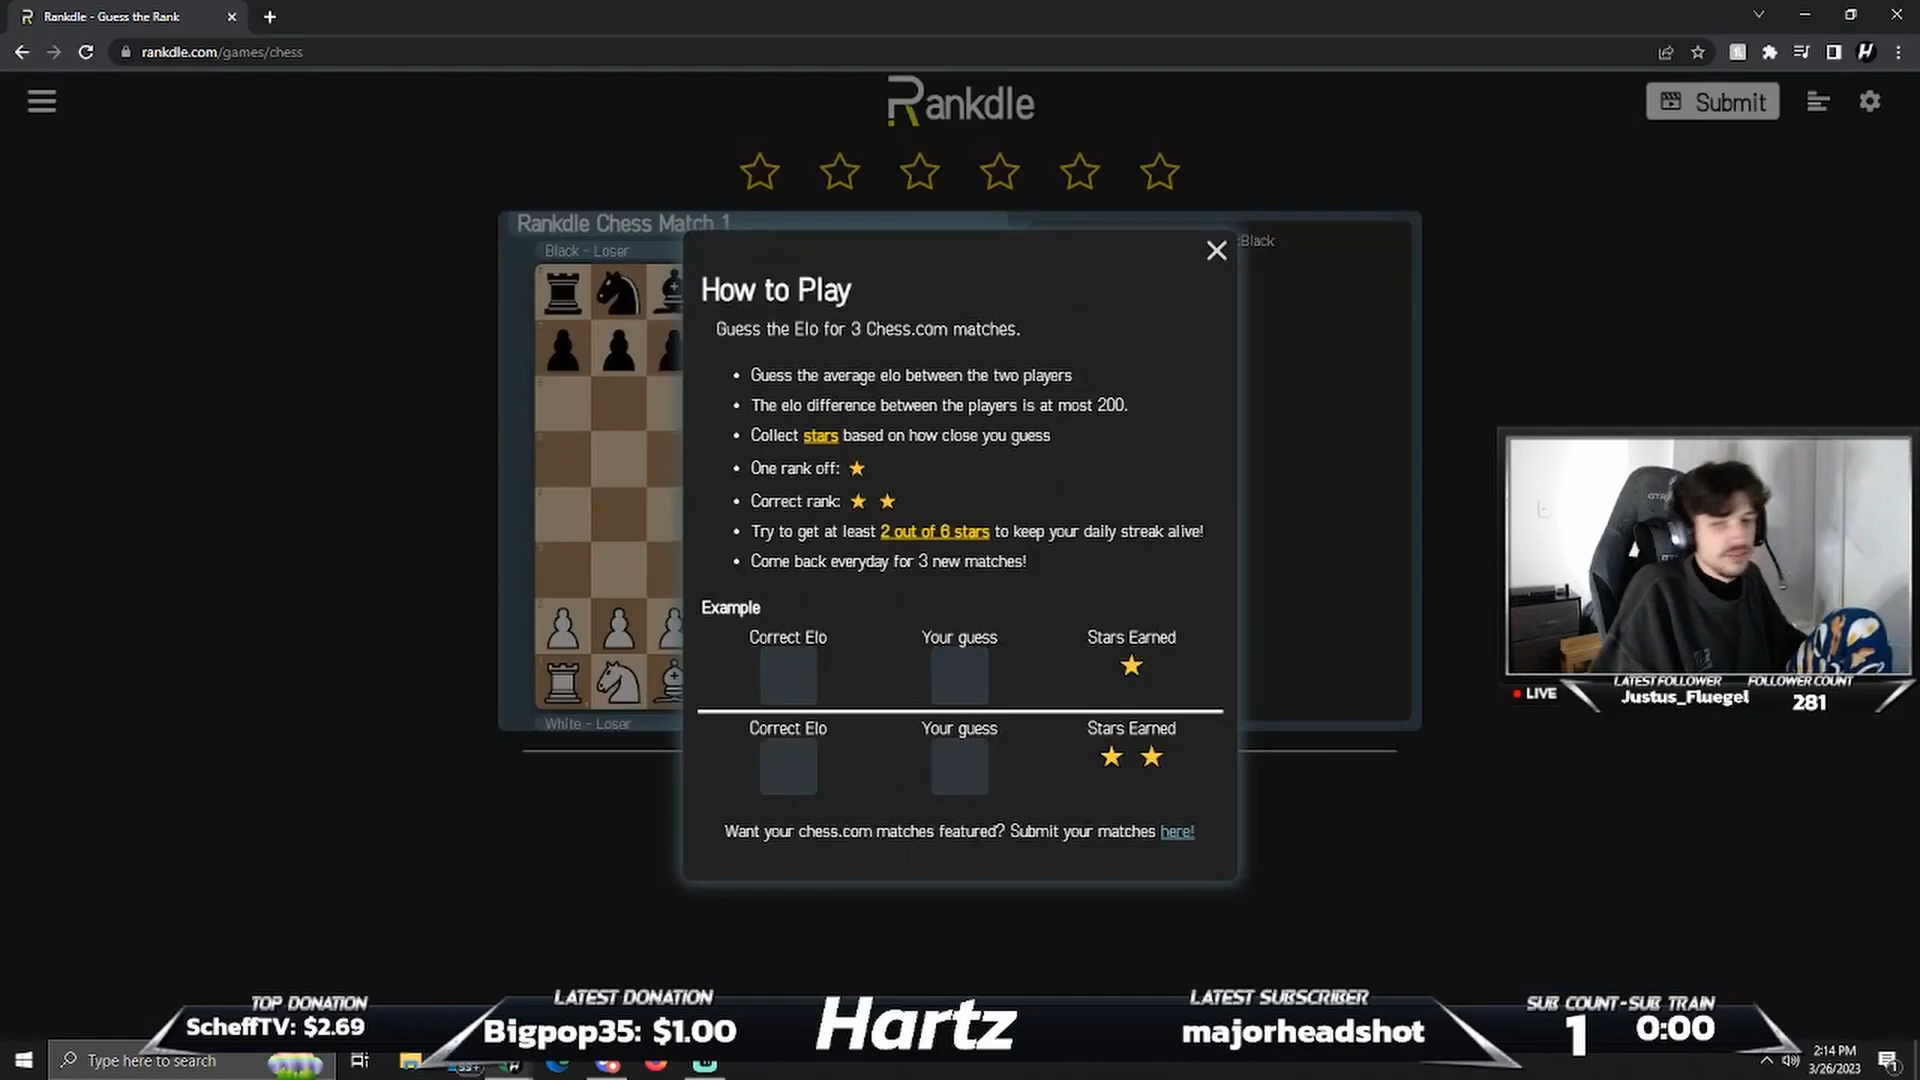 Rankdle - Guess the Rank
rankdle.com/games/chess
Rankdle
Submit
Rankdle Chess Match 1
Black - Loser
:Black
How to Play
Guess the Elo for 3 Chess.com matches.
• Guess the average elo between the two players
• The elo difference between the players is at most 200.
• Collect stars based on how close you guess
• One rank off:
• Correct rank:
• Try to get at least 2 out of 6 stars to keep your daily streak alive!
• Come back everyday for 3 new matches!
Example
Correct Elo Your guess Stars Earned
Correct Elo Your guess Stars Earned
Want your chess.com matches featured? Submit your matches here!
White - Loser
LIVE
LATEST FOLLOWER
Justus_Fluegel
FOLLOWER COUNT
281
TOP DONATION
ScheffTV: $2.69
LATEST DONATION
Bigpop35: $1.00
Hartz
LATEST SUBSCRIBER
majorheadshot
SUB COUNT-SUB TRAIN
1 0:00
Type here to search
99+
2:14 PM
3/26/2023